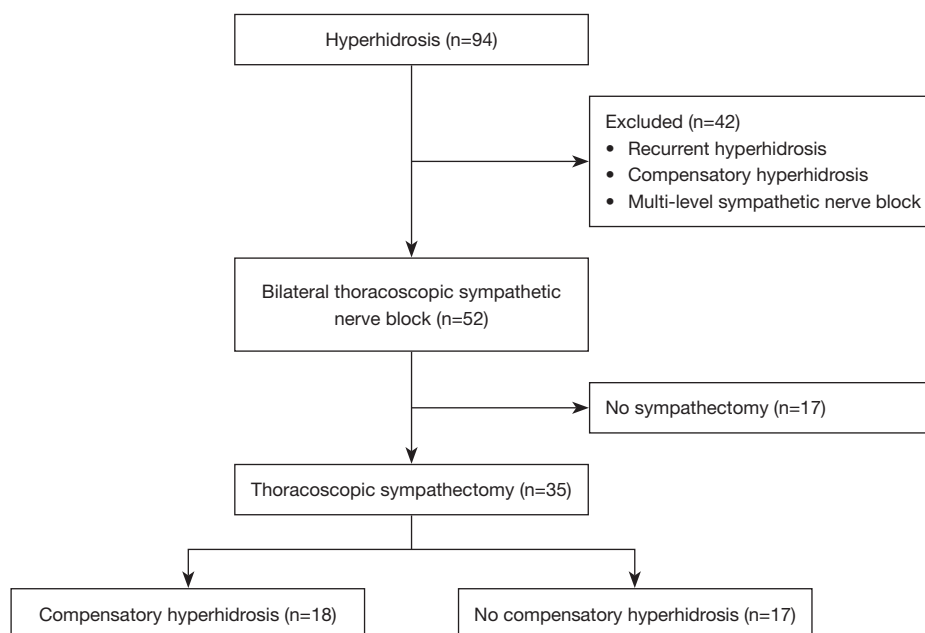 Hyperhidrosis (n=94)
Excluded (n=42)
• Recurrent hyperhidrosis
• Compensatory hyperhidrosis
• Multi-level sympathetic nerve block
Bilateral thoracoscopic sympathetic
nerve block (n=52)
No sympathectomy (n=17)
Thoracoscopic sympathectomy (n=35)
Compensatory hyperhidrosis (n=18)
No compensatory hyperhidrosis (n=17)